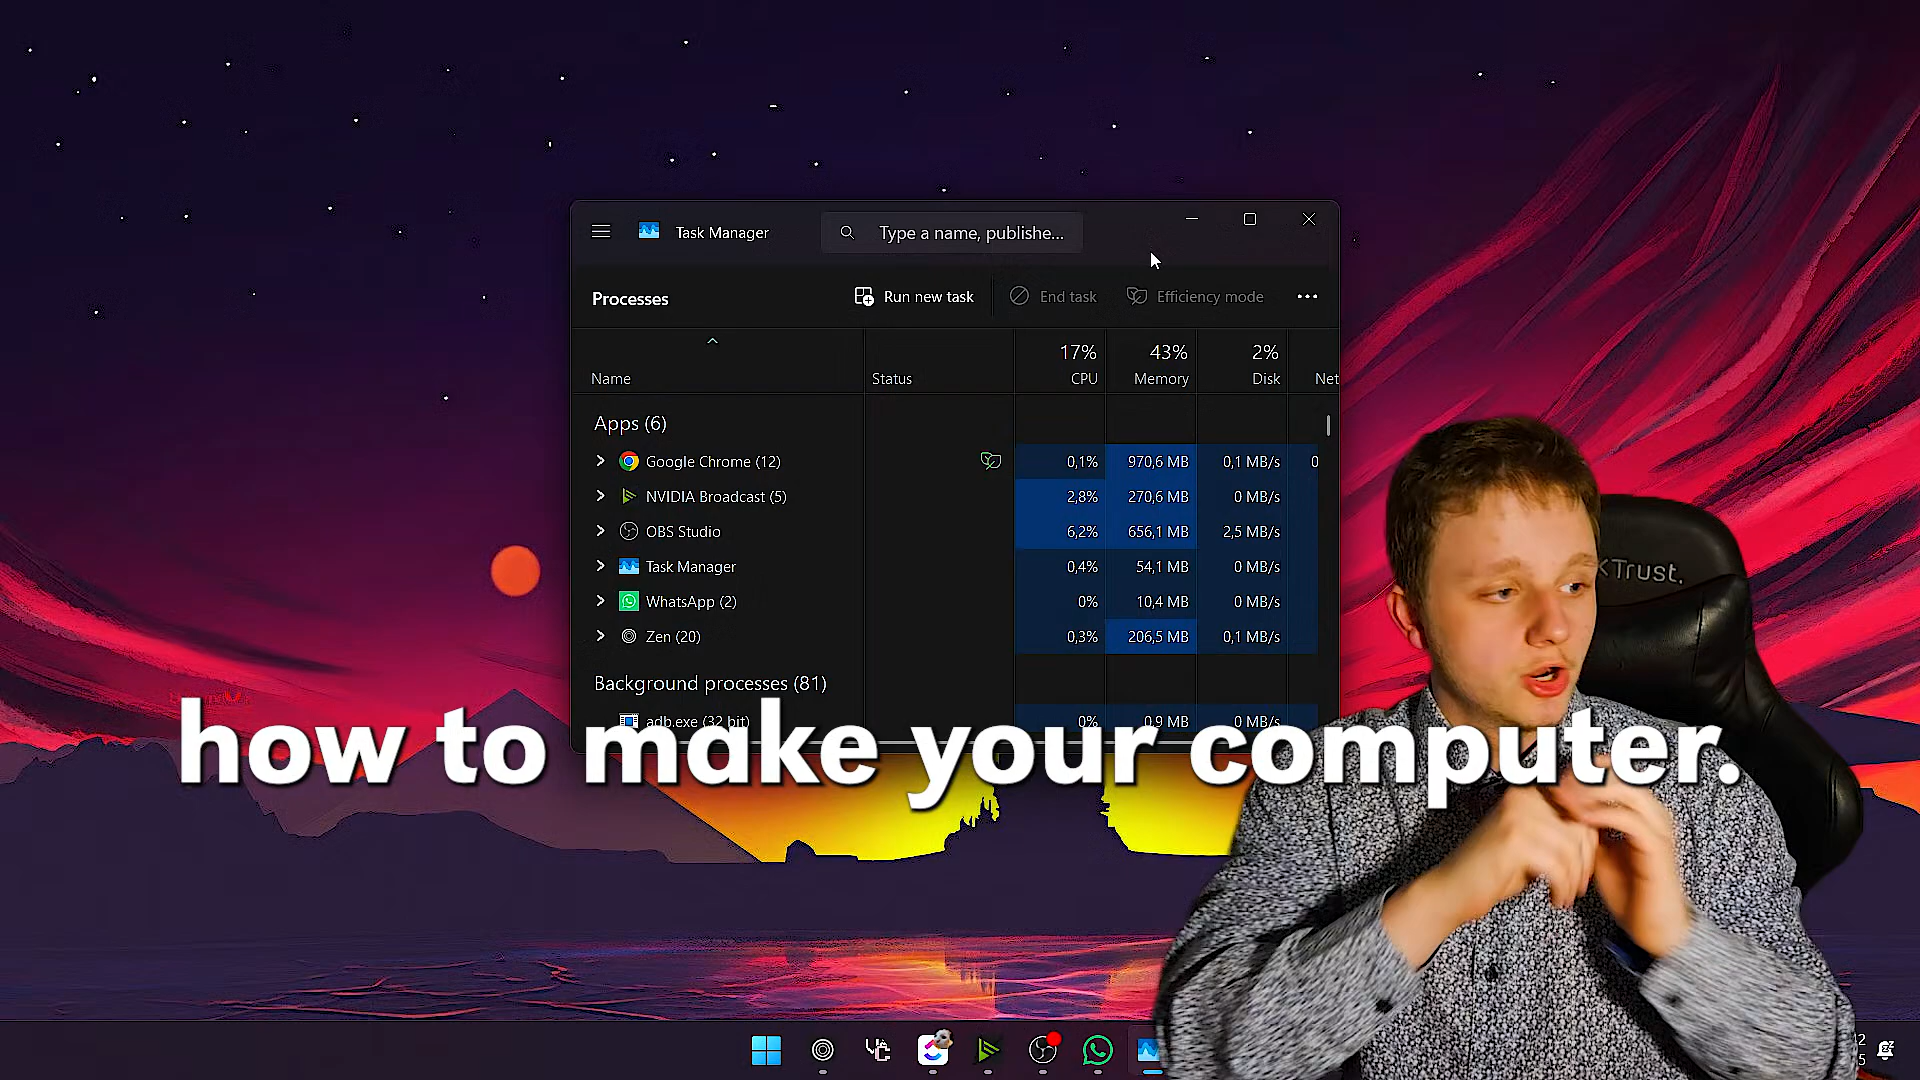 Task Manager
Type a name, publishe...
Processes
Run new task
End task
Efficiency mode
17%
43%
2%
Name
Status
CPU
Memory
Disk
Net
Apps (6)
Google Chrome (12)
0,1%
970,6 MB
0,1 MB/s
0
NVIDIA Broadcast (5)
2,8%
270,6 MB
0 MB/s
OBS Studio
6,2%
656,1 MB
2,5 MB/s
Task Manager
0,4%
54,1 MB
0 MB/s
WhatsApp (2)
0%
10,4 MB
0 MB/s
Zen (20)
0,3%
206,5 MB
0,1 MB/s
Background processes (81)
adb.exe (32 bit)
0%
0,9 MB
0 MB/s
Trust.
how to make your computer.
2
5